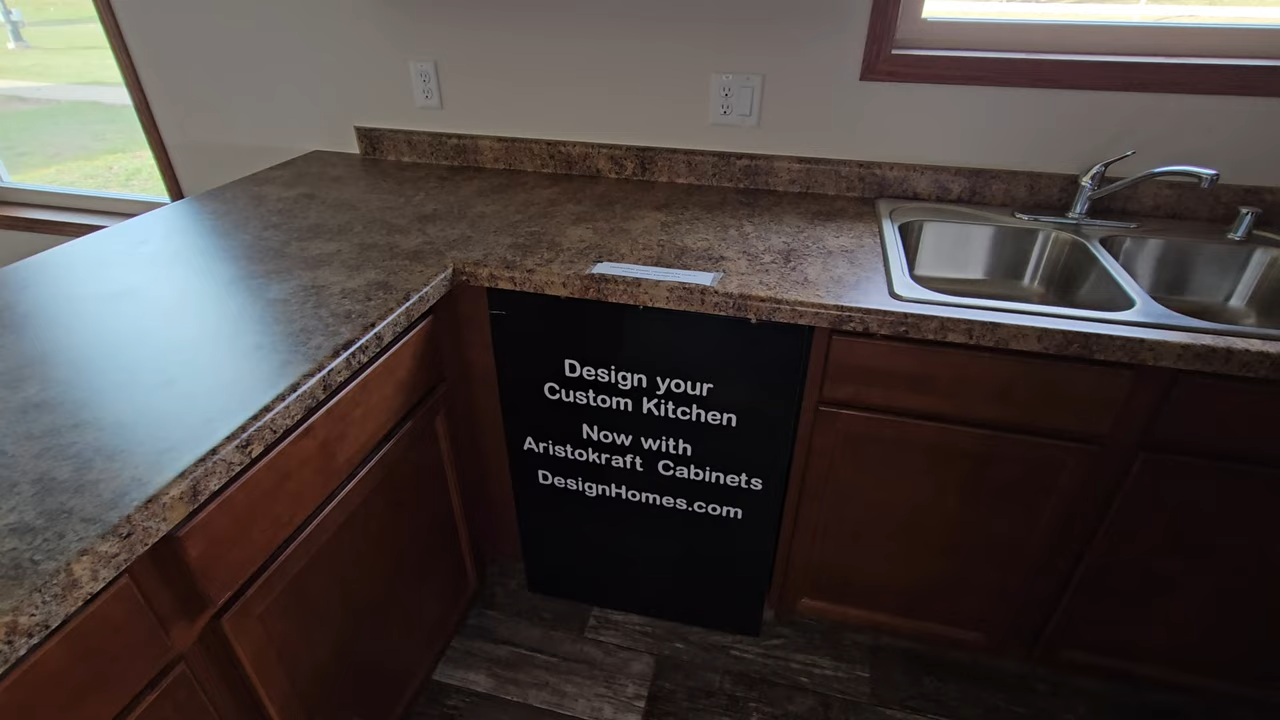 Design your
Custom Kitchen
Now with
Aristokraft Cabinets
DesignHomes.com